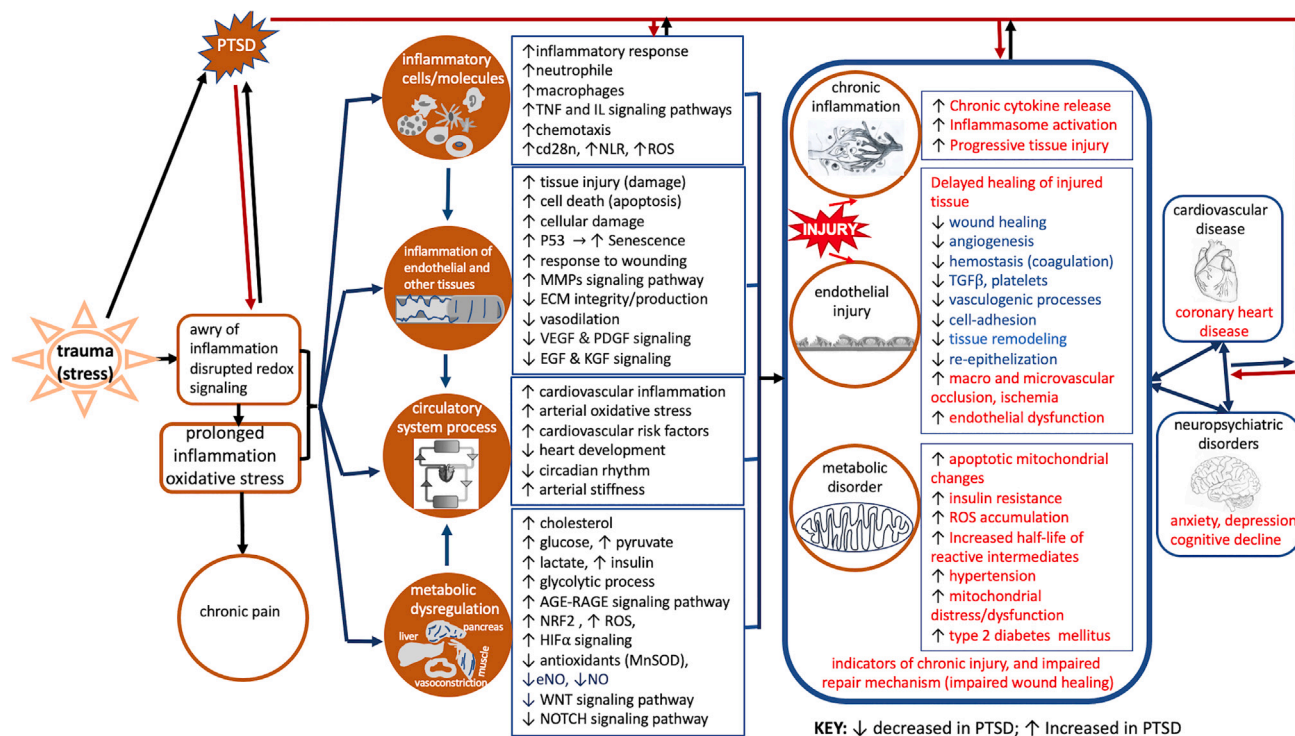 PTSD
trauma
(stress)
awry of
inflammation
disrupted redox
signaling
prolonged
inflammation
oxidative stress
chronic pain
inflammatory
cells/molecules
inflammation of
endothelial and
other tissues
circulatory
system process
metabolic
dysregulation
pancreas
liver
muscle
vasoconstriction
↑inflammatory response
↑neutrophile
↑macrophages
↑TNF and IL signaling pathways
↑chemotaxis
↑cd28n, ↑NLR, ↑ROS
↑ tissue injury (damage)
↑ cell death (apoptosis)
↑ cellular damage
↑ P53 → ↑ Senescence
↑ response to wounding
↑ MMPs signaling pathway
↓ ECM integrity/production
↓ vasodilation
↓ VEGF & PDGF signaling
↓ EGF & KGF signaling
↑ cardiovascular inflammation
↑ arterial oxidative stress
↑ cardiovascular risk factors
↓ heart development
↓ circadian rhythm
↑ arterial stiffness
↑ cholesterol
↑ glucose, ↑ pyruvate
↑ lactate, ↑ insulin
↑ glycolytic process
↑ AGE-RAGE signaling pathway
↑ NRF2 , ↑ ROS,
↑ HIFα signaling
↓ antioxidants (MnSOD),
↓eNO, ↓NO
↓ WNT signaling pathway
↓ NOTCH signaling pathway
chronic
inflammation
INJURY
endothelial
injury
metabolic
disorder
↑ Chronic cytokine release
↑ Inflammasome activation
↑ Progressive tissue injury
Delayed healing of injured
tissue
↓ wound healing
↓ angiogenesis
↓ hemostasis (coagulation)
↓ TGFβ, platelets
↓ vasculogenic processes
↓ cell-adhesion
↓ tissue remodeling
↓ re-epithelization
↑ macro and microvascular
occlusion, ischemia
↑ endothelial dysfunction
↑ apoptotic mitochondrial
changes
↑ insulin resistance
↑ ROS accumulation
↑ Increased half-life of
reactive intermediates
↑ hypertension
↑ mitochondrial
distress/dysfunction
↑ type 2 diabetes mellitus
indicators of chronic injury, and impaired
repair mechanism (impaired wound healing)
cardiovascular
disease
coronary heart
disease
neuropsychiatric
disorders
anxiety, depression
cognitive decline
KEY: ↓ decreased in PTSD; ↑ Increased in PTSD